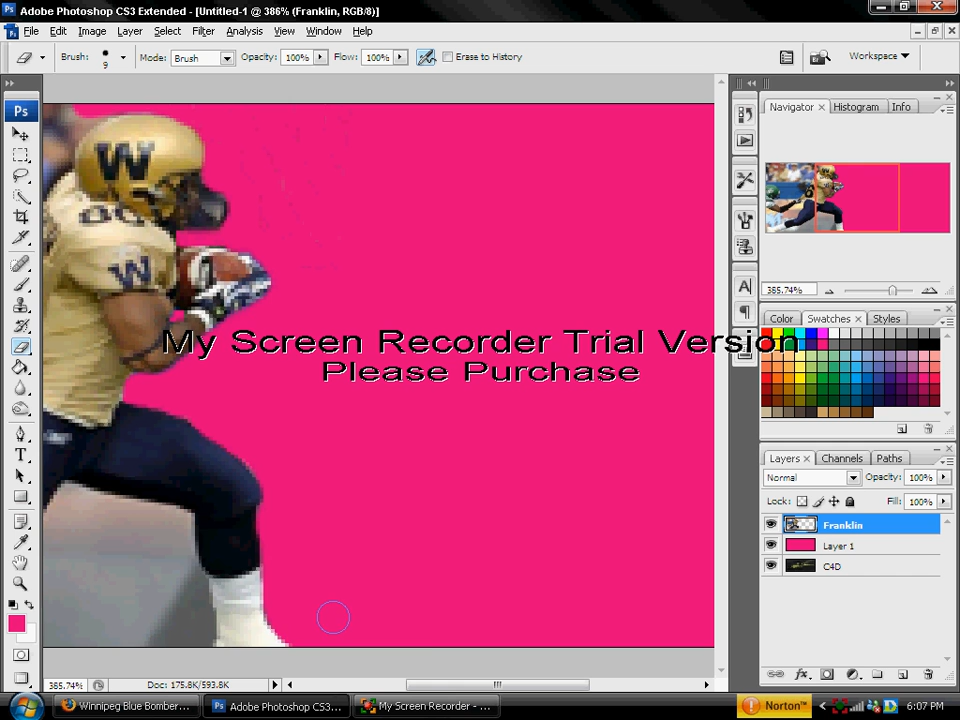 Adobe Photoshop CS3 Extended - [Untitled-1 @ 386% (Franklin, RGB/8)]
File Edit Image Layer Select Filter Analysis View Window Help
Brush: 9 Mode: Brush Opacity: 100% Flow: 100% Erase to History Workspace
Ps
Navigator x Histogram Info
W
W
385.74%
Color Swatches x Styles
My Screen Recorder Trial Version
Please Purchase
Layers x Channels Paths
Normal Opacity: 100%
Lock: Fill: 100%
Franklin
Layer 1
C4D
385.74% Doc: 175.8K/593.8K
Winnipeg Blue Bomber... Adobe Photoshop CS3... My Screen Recorder - ... Norton™ 6:07 PM